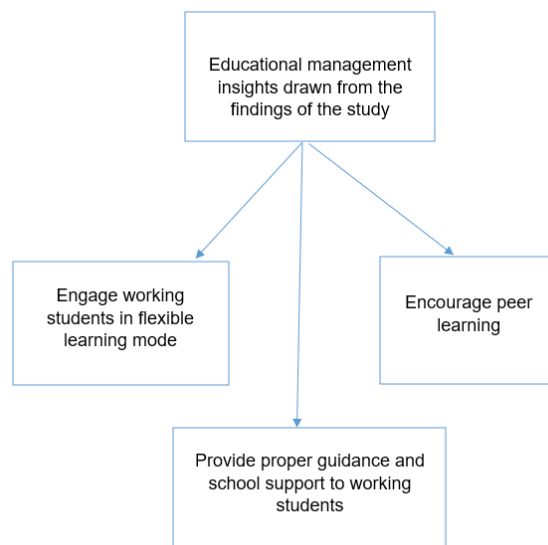 Educational management
insights drawn from the
findings of the study
Engage working
students in flexible
learning mode
Encourage peer
learning
Provide proper guidance and
school support to working
students